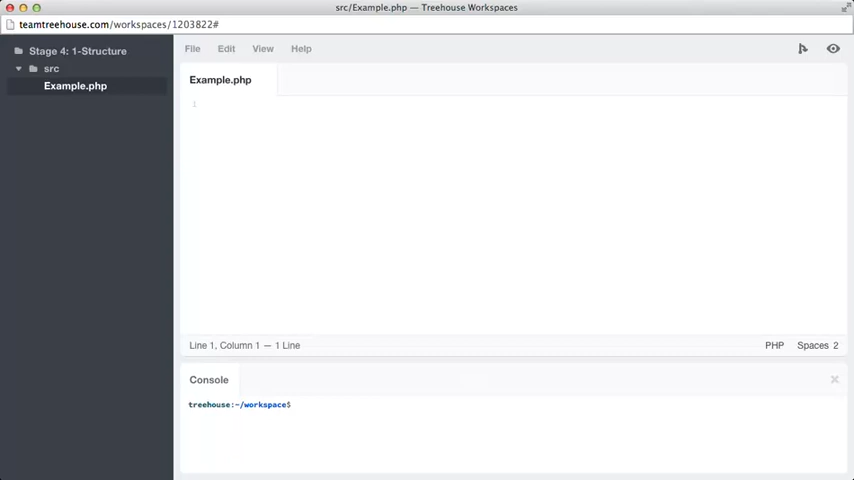 src/Example.php — Treehouse Workspaces
teamtreehouse.com/workspaces/1203822#
Stage 4: 1-Structure
src
Example.php
File Edit View Help
Example.php
1
Line 1, Column 1 — 1 Line
PHP Spaces 2
Console
treehouse:~/workspace$